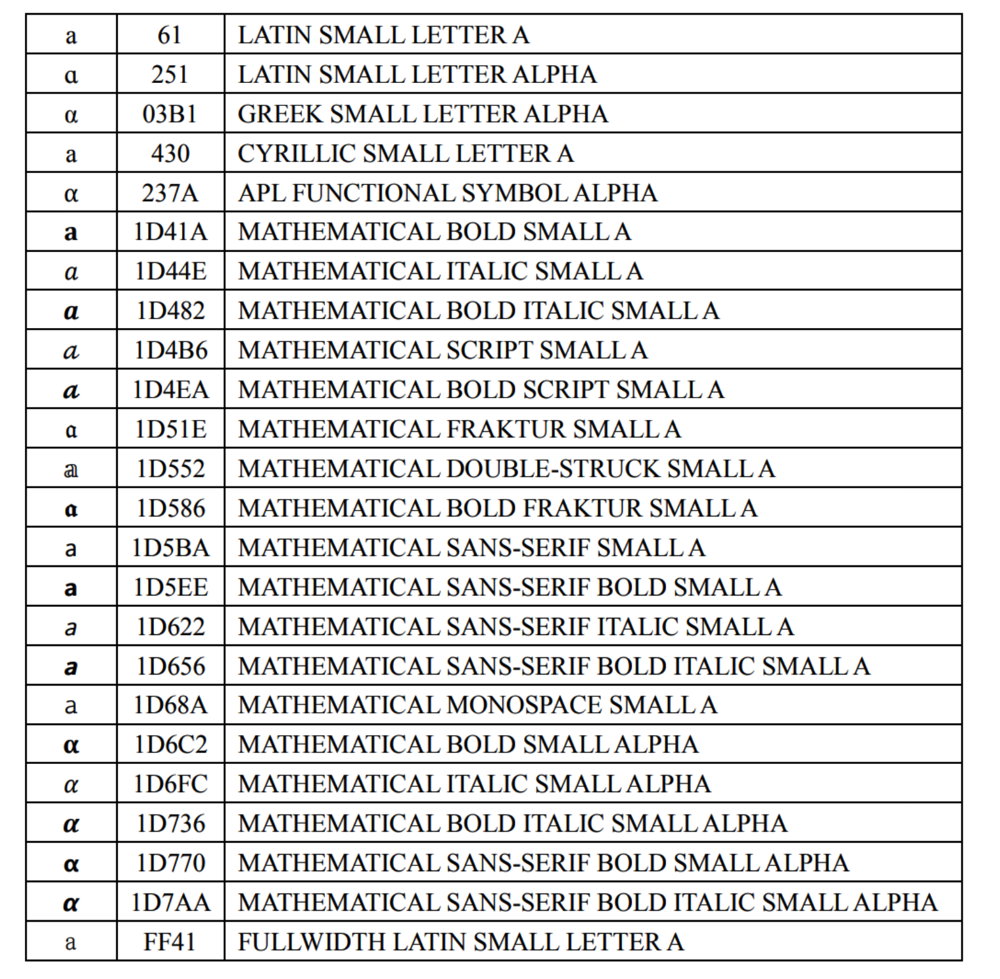 a 61 LATIN SMALL LETTER A
ɑ 251 LATIN SMALL LETTER ALPHA
α 03B1 GREEK SMALL LETTER ALPHA
а 430 CYRILLIC SMALL LETTER A
⍺ 237A APL FUNCTIONAL SYMBOL ALPHA
𝐚 1D41A MATHEMATICAL BOLD SMALL A
𝑎 1D44E MATHEMATICAL ITALIC SMALL A
𝒂 1D482 MATHEMATICAL BOLD ITALIC SMALL A
𝒶 1D4B6 MATHEMATICAL SCRIPT SMALL A
𝓪 1D4EA MATHEMATICAL BOLD SCRIPT SMALL A
𝔞 1D51E MATHEMATICAL FRAKTUR SMALL A
𝕒 1D552 MATHEMATICAL DOUBLE-STRUCK SMALL A
𝖆 1D586 MATHEMATICAL BOLD FRAKTUR SMALL A
𝖺 1D5BA MATHEMATICAL SANS-SERIF SMALL A
𝗮 1D5EE MATHEMATICAL SANS-SERIF BOLD SMALL A
𝘢 1D622 MATHEMATICAL SANS-SERIF ITALIC SMALL A
𝙖 1D656 MATHEMATICAL SANS-SERIF BOLD ITALIC SMALL A
𝚊 1D68A MATHEMATICAL MONOSPACE SMALL A
𝛂 1D6C2 MATHEMATICAL BOLD SMALL ALPHA
𝛼 1D6FC MATHEMATICAL ITALIC SMALL ALPHA
𝜶 1D736 MATHEMATICAL BOLD ITALIC SMALL ALPHA
𝝰 1D770 MATHEMATICAL SANS-SERIF BOLD SMALL ALPHA
𝞪 1D7AA MATHEMATICAL SANS-SERIF BOLD ITALIC SMALL ALPHA
ａ FF41 FULLWIDTH LATIN SMALL LETTER A